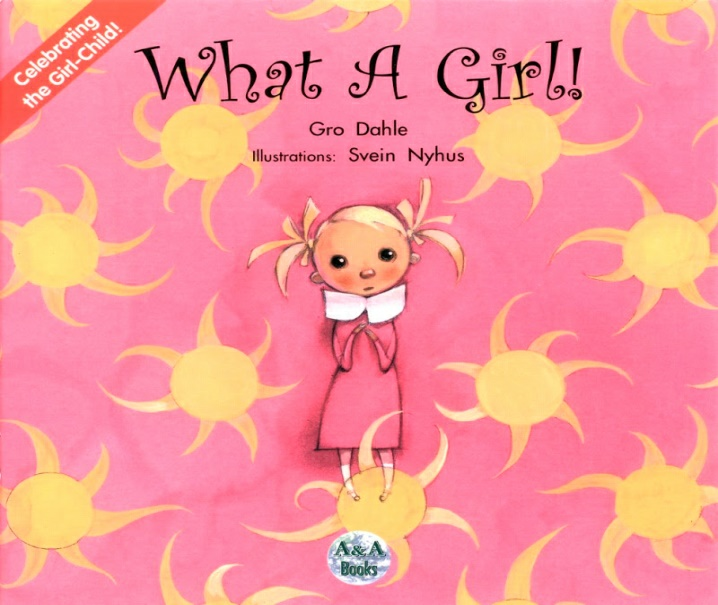 Celebrating
the Girl-Child!
What A Girl!
Gro Dahle
Illustrations: Svein Nyhus
A&A
Books